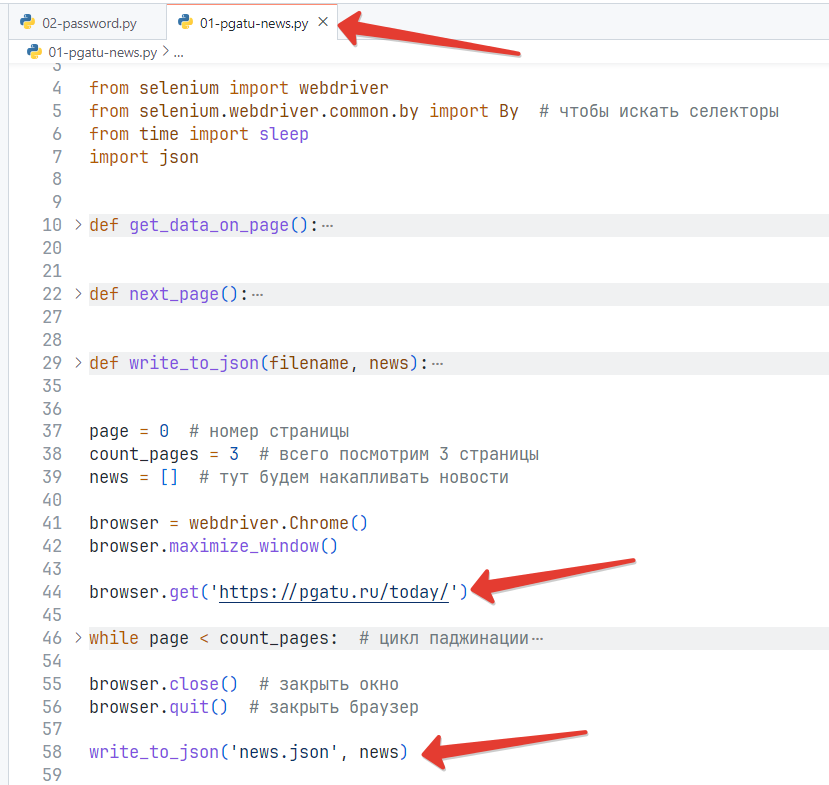 02-password.py 01-pgatu-news.py ×
01-pgatu-news.py > ...
3
4 from selenium import webdriver
5 from selenium.webdriver.common.by import By  # чтобы искать селекторы
6 from time import sleep
7 import json
8
9
10 > def get_data_on_page():…
20
21
22 > def next_page():…
27
28
29 > def write_to_json(filename, news):…
35
36
37 page = 0  # номер страницы
38 count_pages = 3  # всего посмотрим 3 страницы
39 news = []  # тут будем накапливать новости
40
41 browser = webdriver.Chrome()
42 browser.maximize_window()
43
44 browser.get('https://pgatu.ru/today/')
45
46 > while page < count_pages:  # цикл паджинации…
54
55 browser.close()  # закрыть окно
56 browser.quit()  # закрыть браузер
57
58 write_to_json('news.json', news)
59